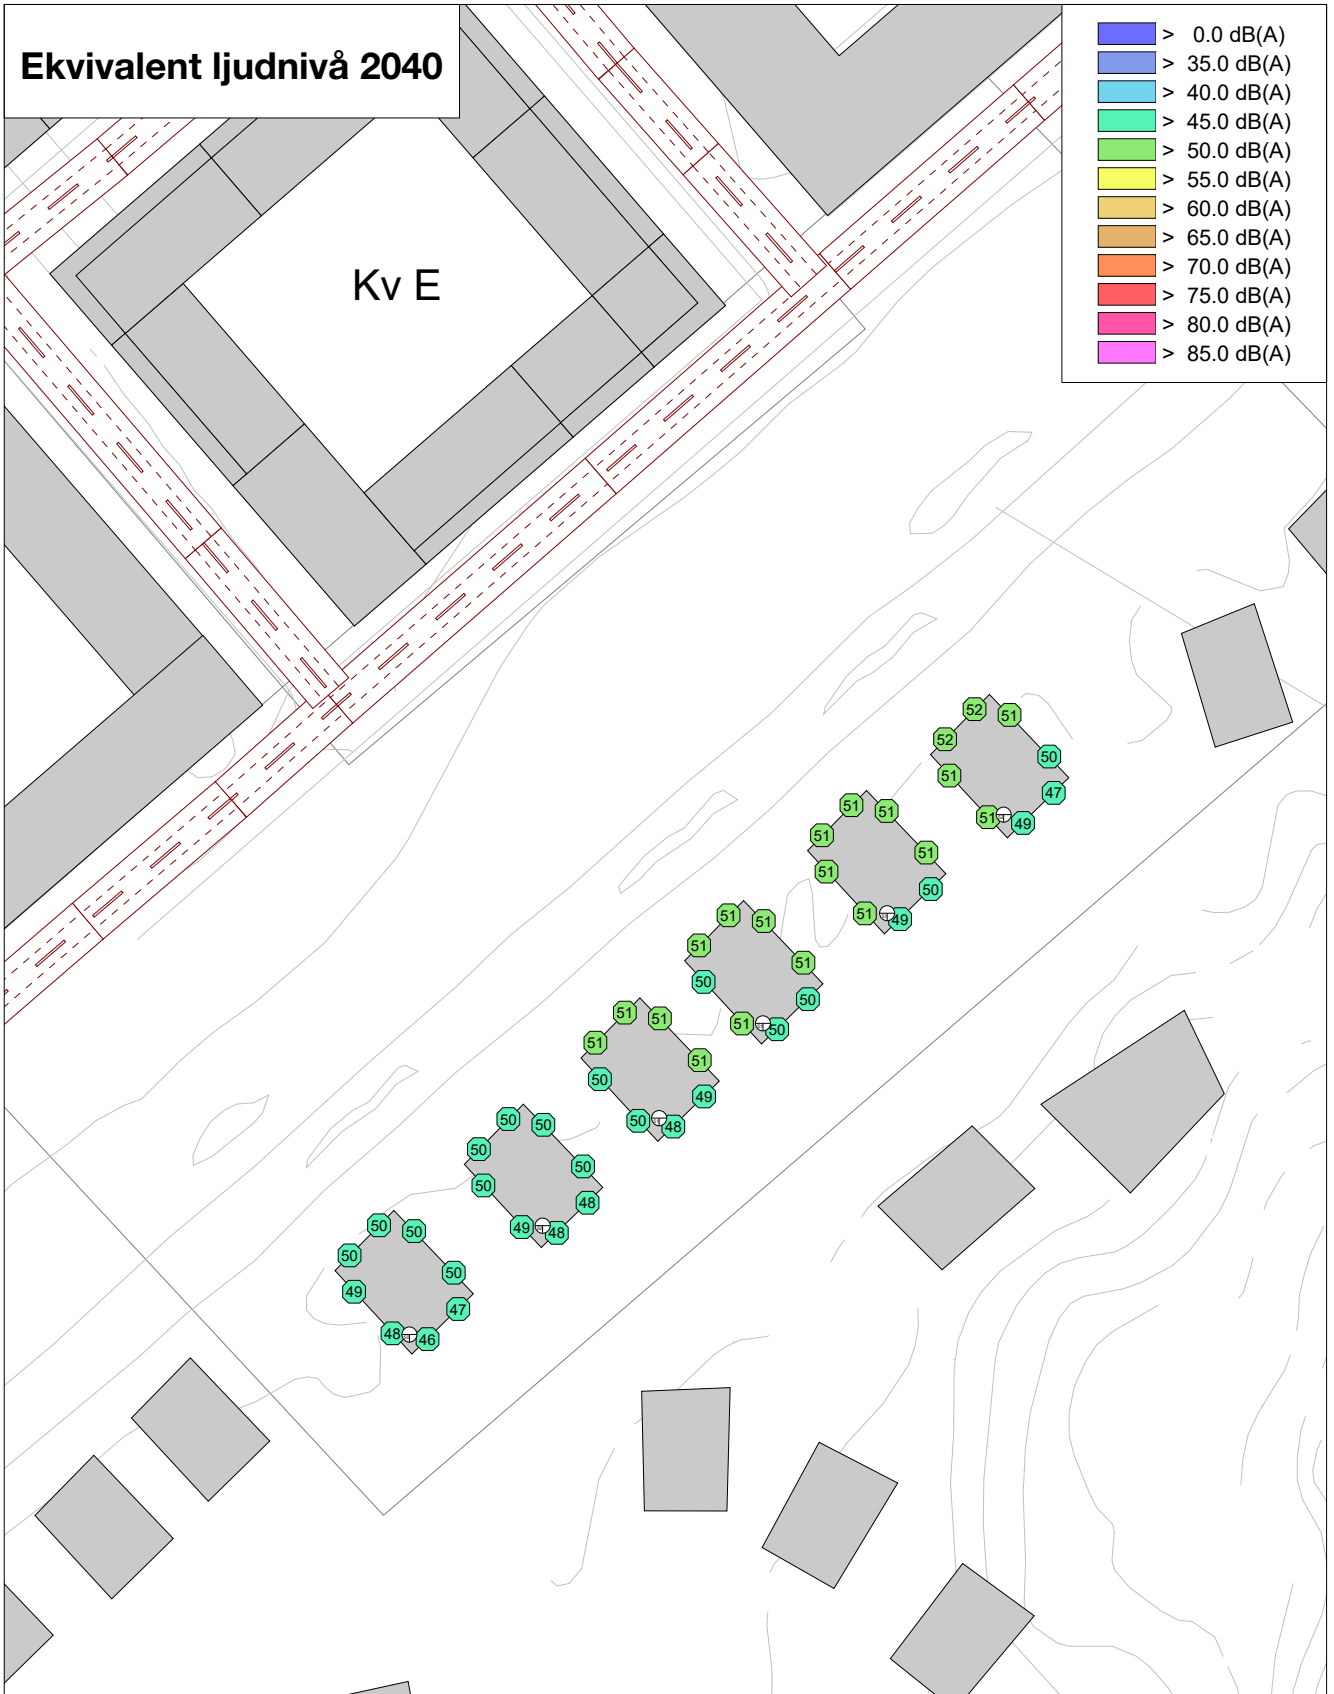 Ekvivalent ljudnivå 2040
> 0.0 dB(A)
> 35.0 dB(A)
> 40.0 dB(A)
> 45.0 dB(A)
> 50.0 dB(A)
> 55.0 dB(A)
> 60.0 dB(A)
> 65.0 dB(A)
> 70.0 dB(A)
> 75.0 dB(A)
> 80.0 dB(A)
> 85.0 dB(A)
Kv E
52 51
52 50
51 47
51 49
51 51
51 51
51 50
51 49
51 51
51 51
50 50
51 50
51 51
51 51
50 49
50 48
50 50
50 50
50 48
49 48
50 50
50 50
49 47
48 46